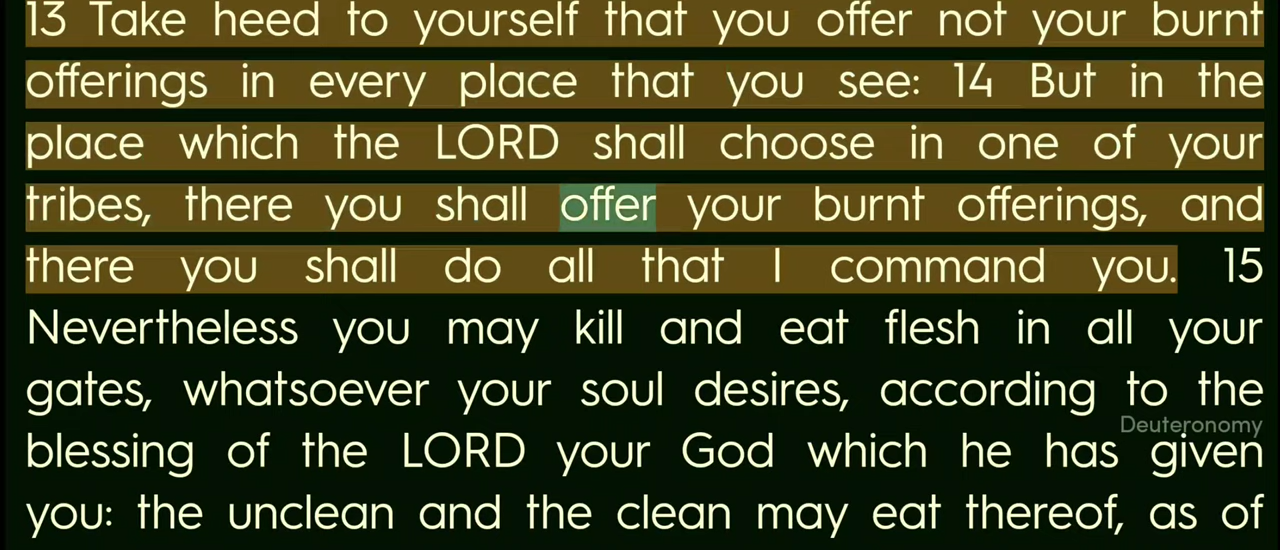 13 Take heed to yourself that you offer not your burnt
offerings in every place that you see: 14 But in the
place which the LORD shall choose in one of your
tribes, there you shall offer your burnt offerings, and
there you shall do all that I command you. 15
Nevertheless you may kill and eat flesh in all your
gates, whatsoever your soul desires, according to the
Deuteronomy
blessing of the LORD your God which he has given
you: the unclean and the clean may eat thereof, as of